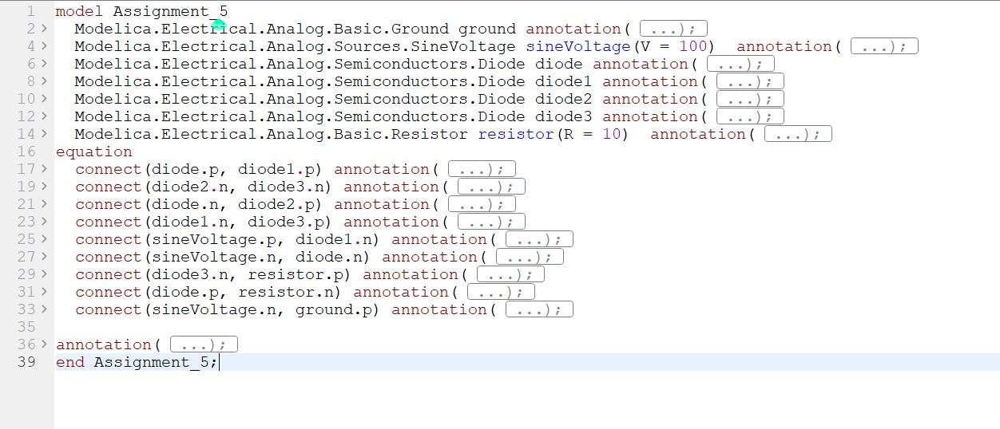 1 model Assignment_5
2 > Modelica.Electrical.Analog.Basic.Ground ground annotation( ...);
4 > Modelica.Electrical.Analog.Sources.SineVoltage sineVoltage(V = 100)  annotation( ...);
6 > Modelica.Electrical.Analog.Semiconductors.Diode diode annotation( ...);
8 > Modelica.Electrical.Analog.Semiconductors.Diode diode1 annotation( ...);
10 > Modelica.Electrical.Analog.Semiconductors.Diode diode2 annotation( ...);
12 > Modelica.Electrical.Analog.Semiconductors.Diode diode3 annotation( ...);
14 > Modelica.Electrical.Analog.Basic.Resistor resistor(R = 10)  annotation( ...);
16 equation
17 > connect(diode.p, diode1.p) annotation( ...);
19 > connect(diode2.n, diode3.n) annotation( ...);
21 > connect(diode.n, diode2.p) annotation( ...);
23 > connect(diode1.n, diode3.p) annotation( ...);
25 > connect(sineVoltage.p, diode1.n) annotation( ...);
27 > connect(sineVoltage.n, diode.n) annotation( ...);
29 > connect(diode3.n, resistor.p) annotation( ...);
31 > connect(diode.p, resistor.n) annotation( ...);
33 > connect(sineVoltage.n, ground.p) annotation( ...);
35
36 > annotation( ...);
39 end Assignment_5;